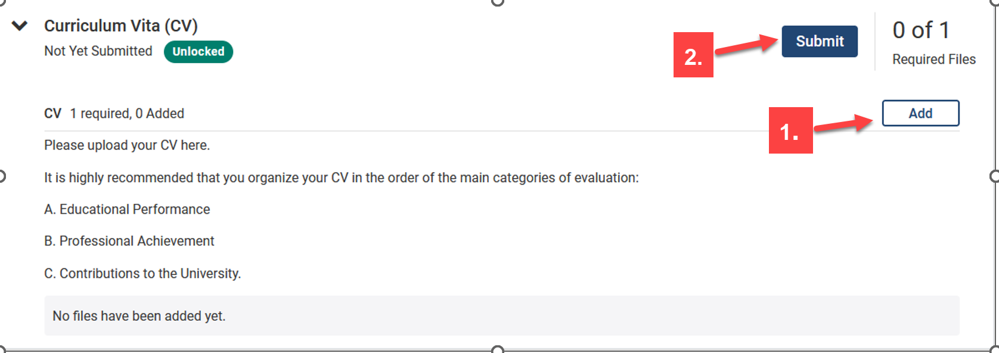 Curriculum Vita (CV)
Not Yet Submitted Unlocked
2.
Submit
0 of 1
Required Files
CV 1 required, 0 Added
1.
Add
Please upload your CV here.
It is highly recommended that you organize your CV in the order of the main categories of evaluation:
A. Educational Performance
B. Professional Achievement
C. Contributions to the University.
No files have been added yet.